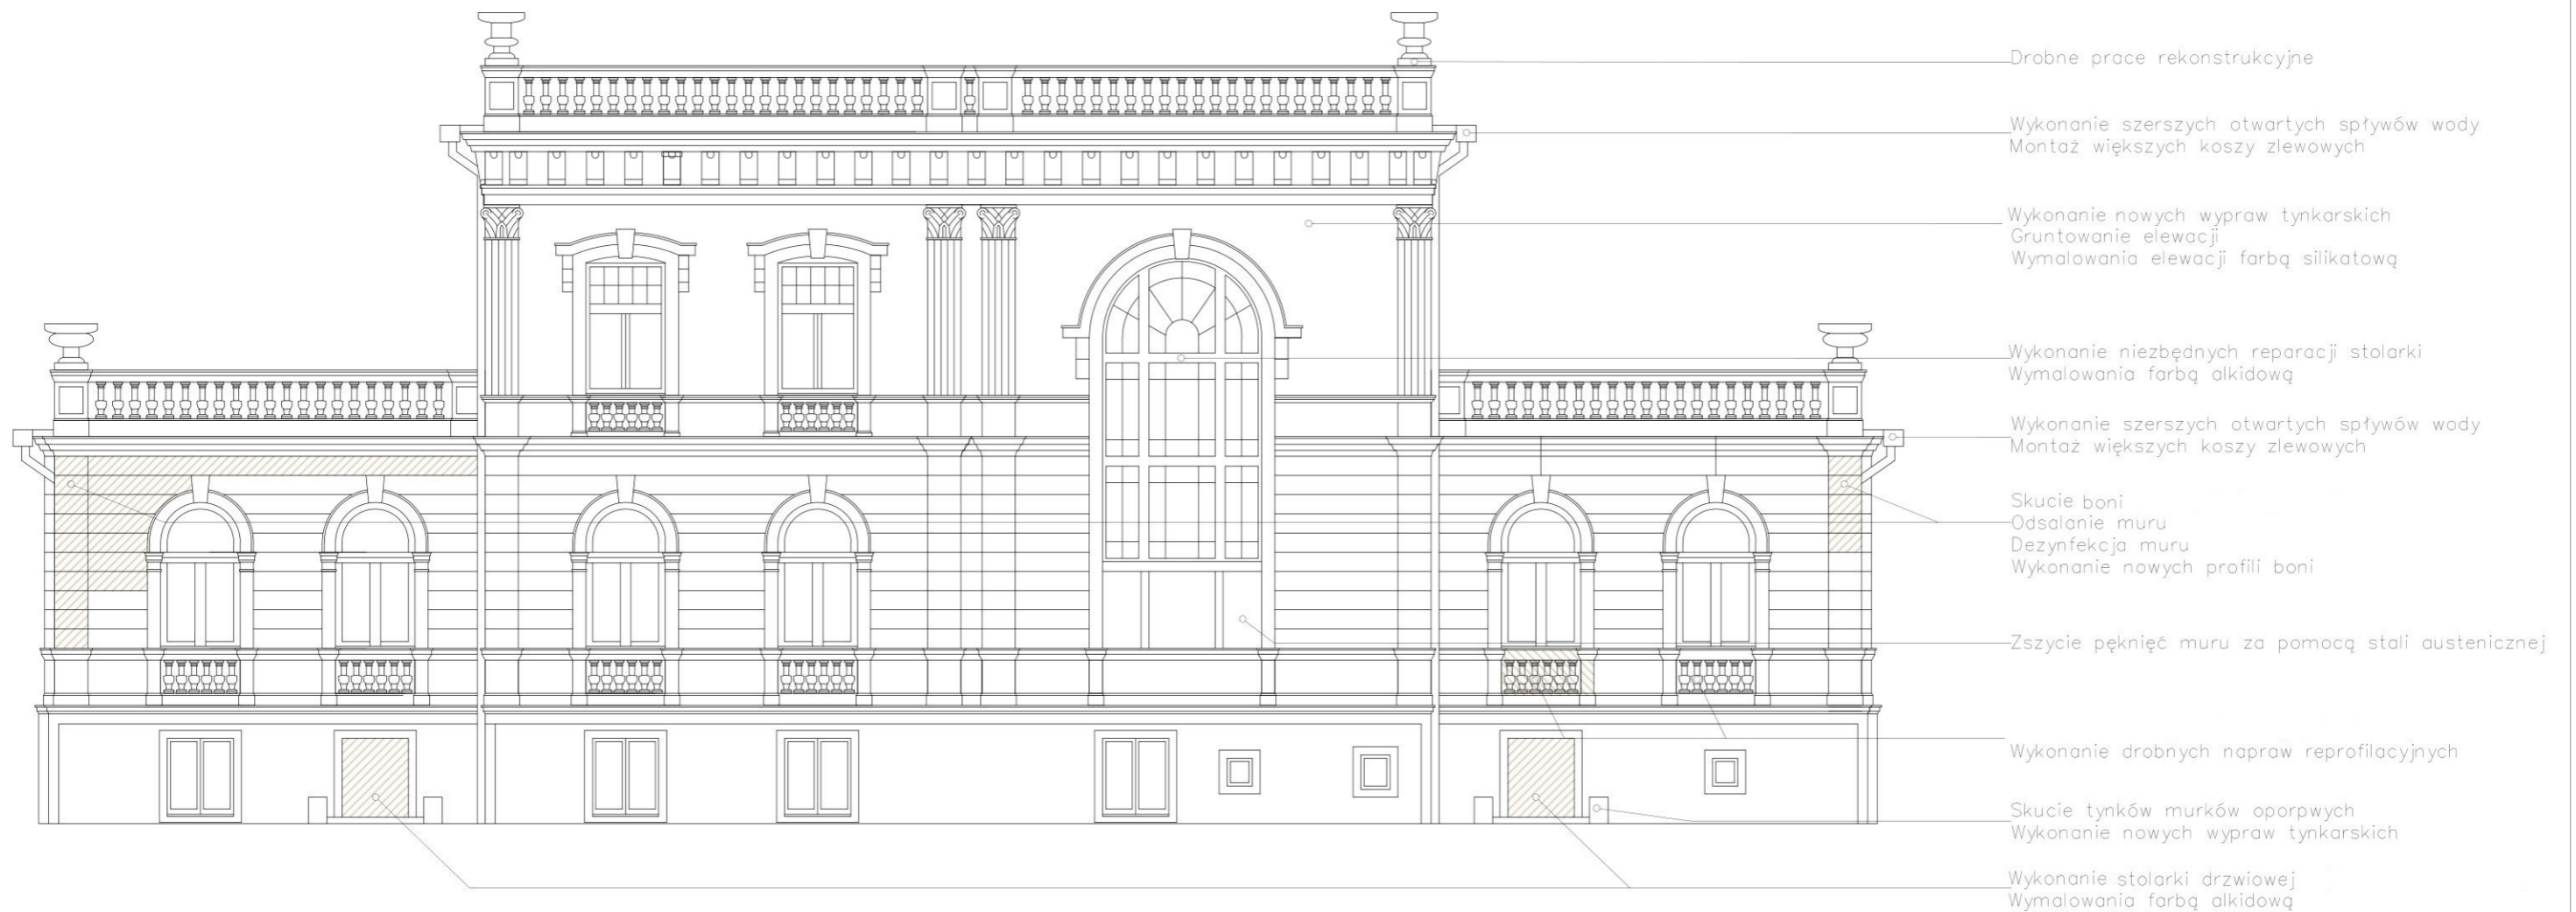 Drobne prace rekonstrukcyjne
Wykonanie szerszych otwartych spływów wody
Montaż większych koszy zlewowych
Wykonanie nowych wypraw tynkarskich
Gruntowanie elewacji
Wymalowania elewacji farbą silikatową
Wykonanie niezbędnych reparacji stolarki
Wymalowania farbą alkidową
Wykonanie szerszych otwartych spływów wody
Montaż większych koszy zlewowych
Skucie boni
Odsalanie muru
Dezynfekcja muru
Wykonanie nowych profili boni
Zszycie pęknięć muru za pomocą stali austenicznej
Wykonanie drobnych napraw reprofilacyjnych
Skucie tynków murków oporpwych
Wykonanie nowych wypraw tynkarskich
Wykonanie stolarki drzwiowej
Wymalowania farbą alkidową